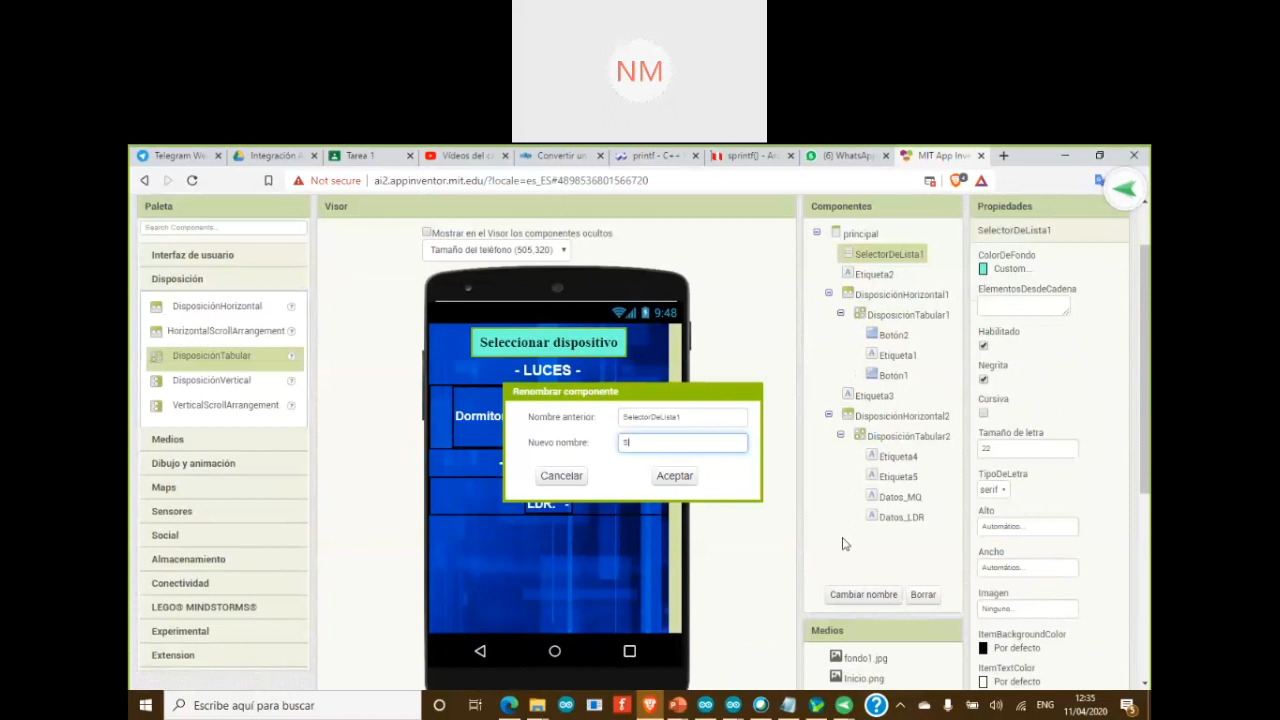 NM
Telegram We
Integración A
Tarea 1
Vídeos del c
Convertir un
printf - C++
sprintf() - Ar
(6) WhatsApp
MIT App Inve
Not secure
ai2.appinventor.mit.edu/?locale=es_ES#4898536801566720
Paleta
Search Components...
Interfaz de usuario
Disposición
DisposiciónHorizontal
HorizontalScrollArrangement
DisposiciónTabular
DisposiciónVertical
VerticalScrollArrangement
Medios
Dibujo y animación
Maps
Sensores
Social
Almacenamiento
Conectividad
LEGO® MINDSTORMS®
Experimental
Extension
Visor
Mostrar en el Visor los componentes ocultos
Tamaño del teléfono (505,320)
9:48
Seleccionar dispositivo
- LUCES -
Dormito
LDR: -
Renombrar componente
Nombre anterior:
SelectorDeLista1
Nuevo nombre:
S
Cancelar
Aceptar
Componentes
principal
SelectorDeLista1
Etiqueta2
DisposiciónHorizontal1
DisposiciónTabular1
Botón2
Etiqueta1
Botón1
Etiqueta3
DisposiciónHorizontal2
DisposiciónTabular2
Etiqueta4
Etiqueta5
Datos_MQ
Datos_LDR
Cambiar nombre
Borrar
Medios
fondo1.jpg
Inicio.png
Propiedades
SelectorDeLista1
ColorDeFondo
Custom...
ElementosDesdeCadena
Habilitado
Negrita
Cursiva
Tamaño de letra
22
TipoDeLetra
serif
Alto
Automático...
Ancho
Automático...
Imagen
Ninguno...
ItemBackgroundColor
Por defecto
ItemTextColor
Por defecto
Escribe aquí para buscar
ENG
12:35
11/04/2020